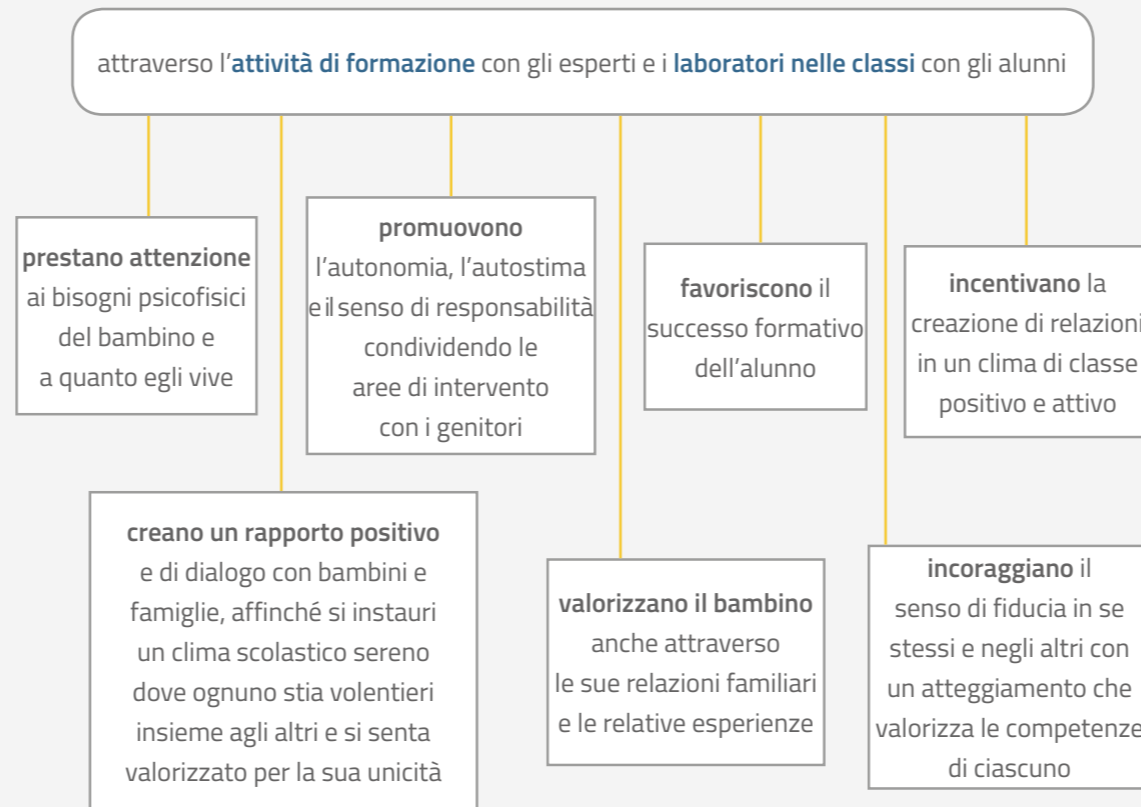 attraverso l'attività di formazione con gli esperti e i laboratori nelle classi con gli alunni
prestano attenzione
ai bisogni psicofisici
del bambino e
a quanto egli vive
creano un rapporto positivo
e di dialogo con bambini e
famiglie, affinché si instauri
un clima scolastico sereno
dove ognuno stia volentieri
insieme agli altri e si senta
valorizzato per la sua unicità
promuovono
l'autonomia, l'autostima
e il senso di responsabilità
condividendo le
aree di intervento
con i genitori
valorizzano il bambino
anche attraverso
le sue relazioni familiari
e le relative esperienze
favoriscono il
successo formativo
dell'alunno
incoraggiano il
senso di fiducia in se
stessi e negli altri con
un atteggiamento che
valorizza le competenze
di ciascuno
incentivano la
creazione di relazioni
in un clima di classe
positivo e attivo